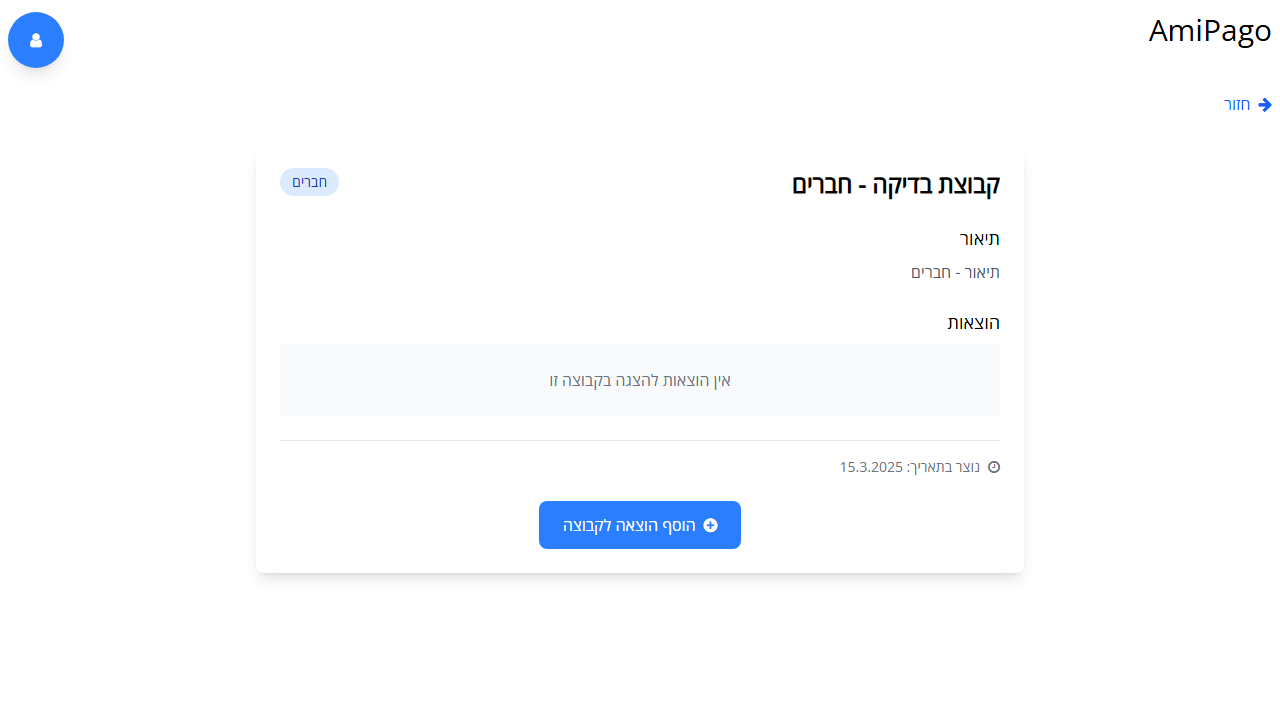 AmiPago
חזור
קבוצת בדיקה - חברים
חברים
תיאור
תיאור - חברים
הוצאות
אין הוצאות להצגה בקבוצה זו
נוצר בתאריך: 15.3.2025
הוסף הוצאה לקבוצה